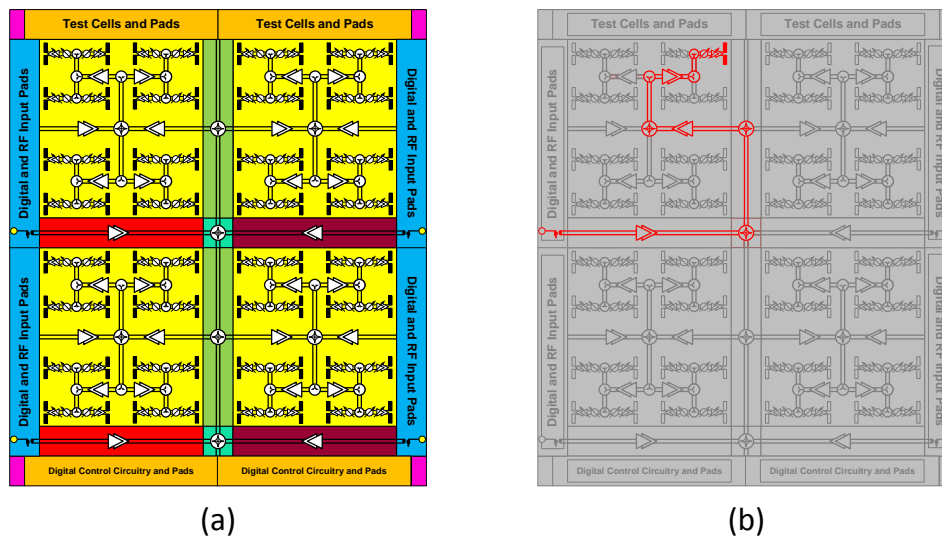 Test Cells and Pads
Test Cells and Pads
Digital and RF Input Pads
Digital and RF Input Pads
Digital and RF Input Pads
Digital and RF Input Pads
Digital Control Circuitry and Pads
Digital Control Circuitry and Pads
(a)
Test Cells and Pads
Test Cells and Pads
Digital and RF Input Pads
Digital and RF Input Pads
Digital and RF Input Pads
Digital and RF Input Pads
Digital Control Circuitry and Pads
Digital Control Circuitry and Pads
(b)